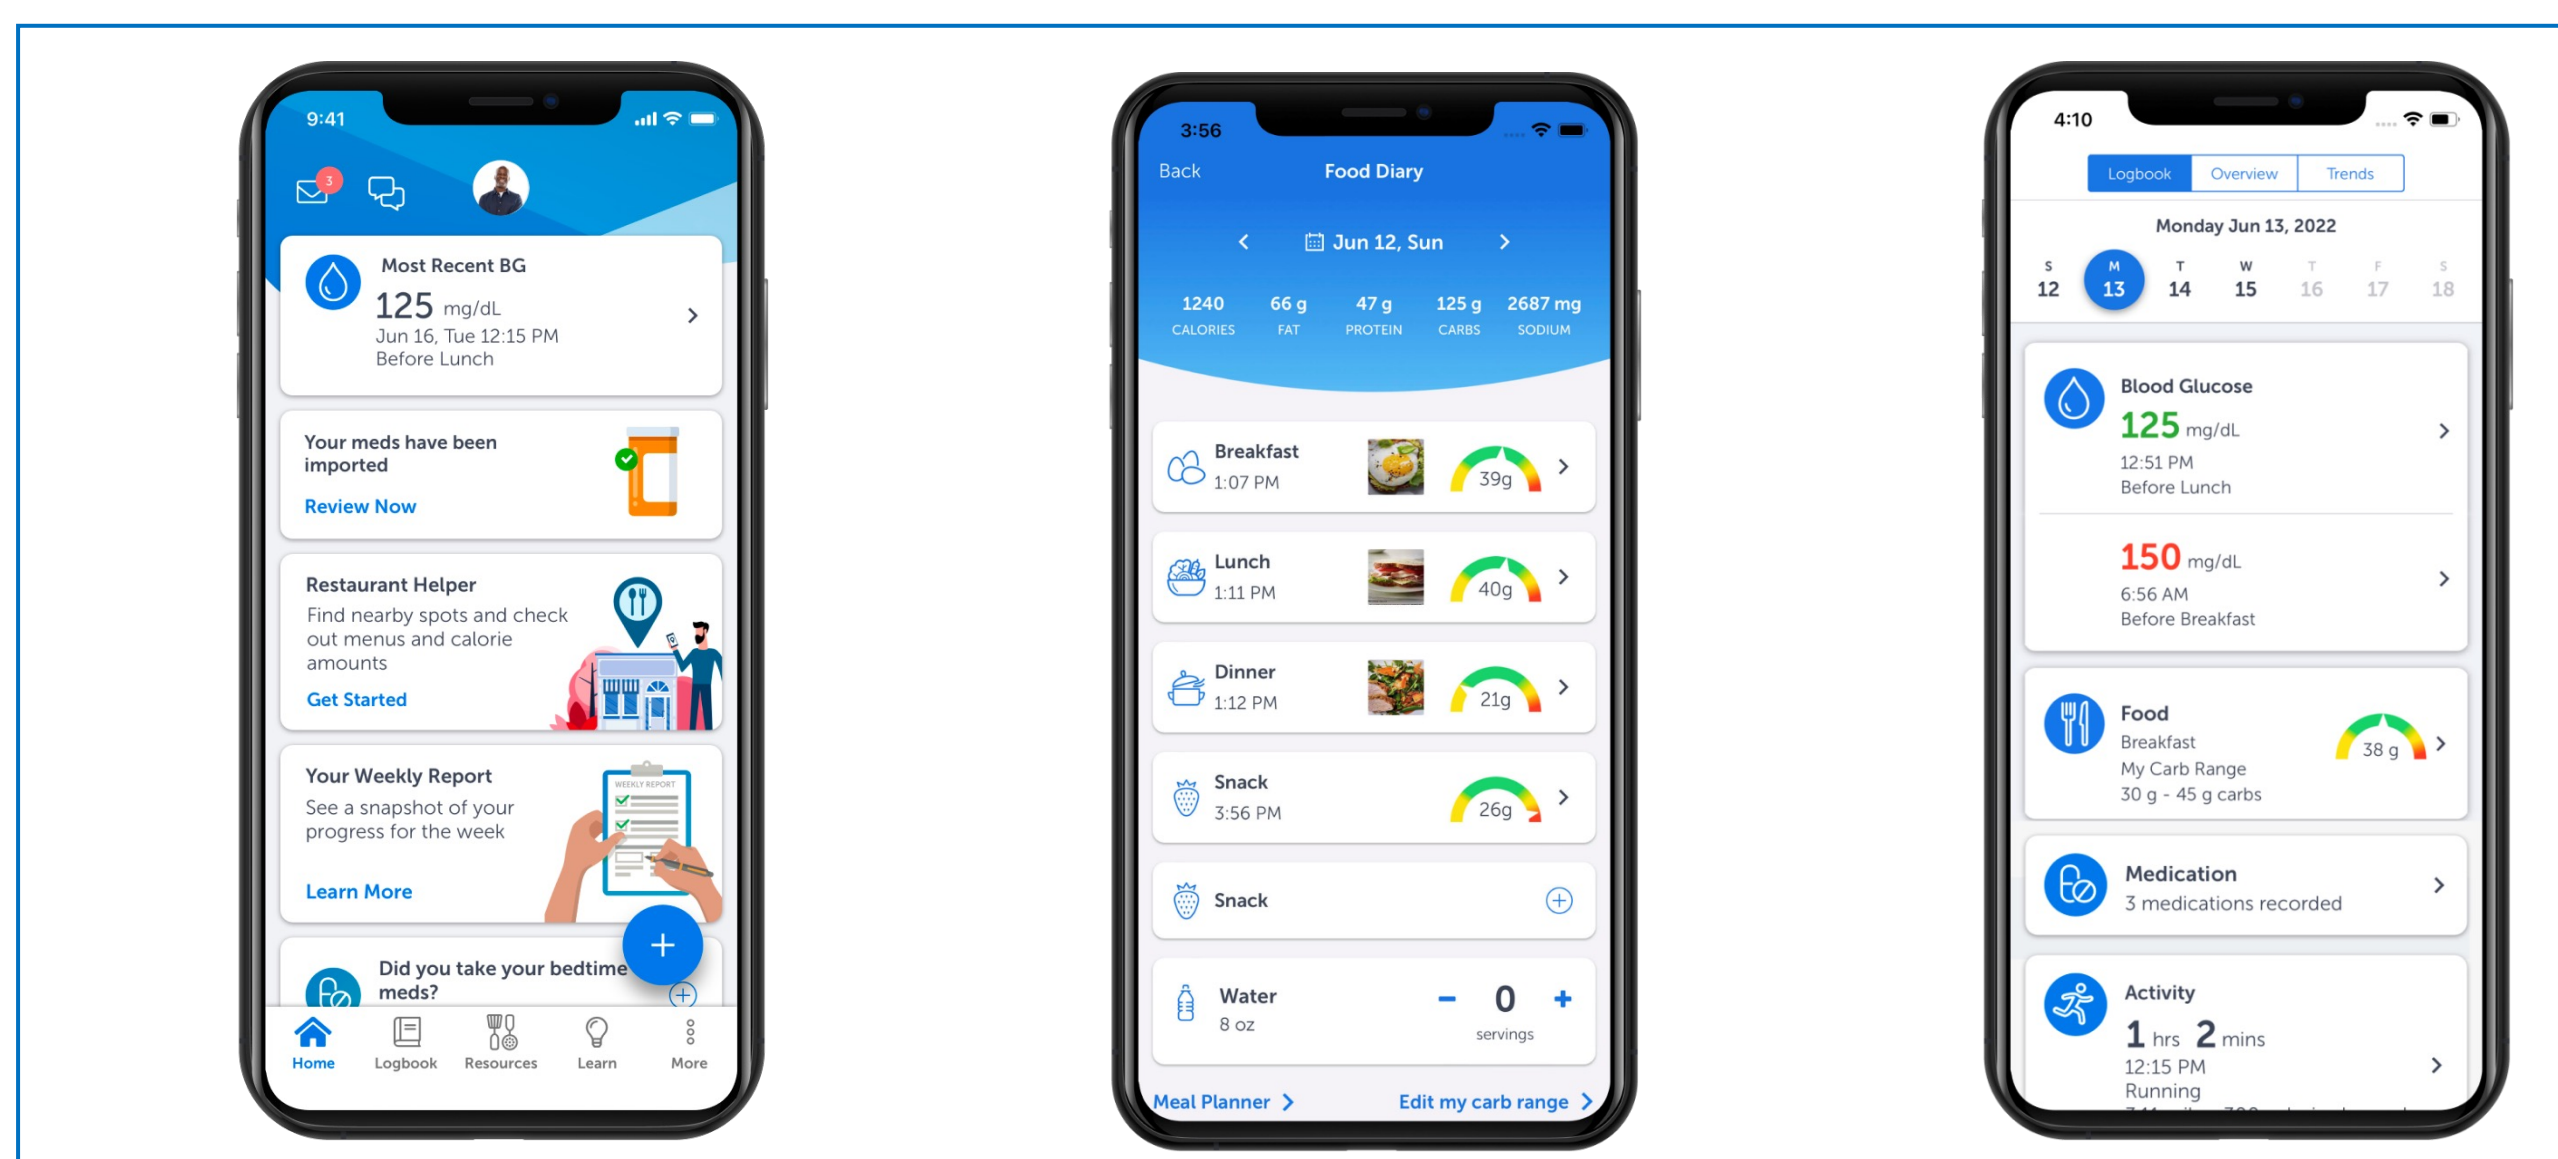 9:41
3
Most Recent BG
125 mg/dL
Jun 16, Tue 12:15 PM
Before Lunch
Your meds have been
imported
Review Now
Restaurant Helper
Find nearby spots and check
out menus and calorie
amounts
Get Started
Your Weekly Report
See a snapshot of your
progress for the week
Learn More
WEEKLY REPORT
Did you take your bedtime
meds?
Home Logbook Resources Learn More
3:56
Back Food Diary
Jun 12, Sun
1240 66 g 47 g 125 g 2687 mg
CALORIES FAT PROTEIN CARBS SODIUM
Breakfast
1:07 PM
39g
Lunch
1:11 PM
40g
Dinner
1:12 PM
21g
Snack
3:56 PM
26g
Snack
Water
8 oz
0
servings
Meal Planner Edit my carb range
4:10
Logbook Overview Trends
Monday Jun 13, 2022
S M T W T F S
12 13 14 15 16 17 18
Blood Glucose
125 mg/dL
12:51 PM
Before Lunch
150 mg/dL
6:56 AM
Before Breakfast
Food
Breakfast
My Carb Range
30 g - 45 g carbs
38 g
Medication
3 medications recorded
Activity
1 hrs 2 mins
12:15 PM
Running